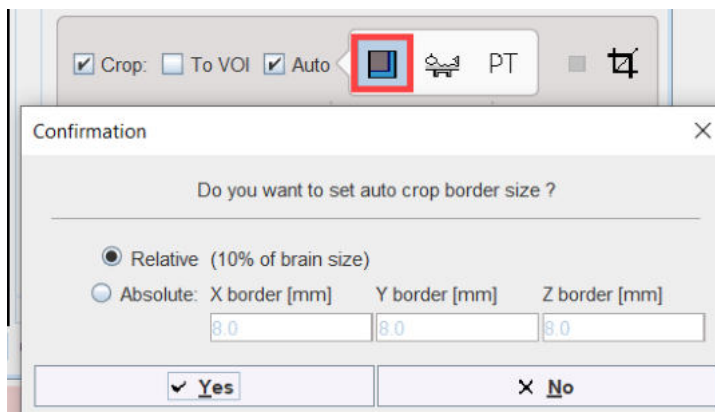 Crop: To VOI Auto PT
Confirmation
Do you want to set auto crop border size ?
Relative (10% of brain size)
Absolute: X border [mm] Y border [mm] Z border [mm]
8.0 8.0 8.0
Yes No